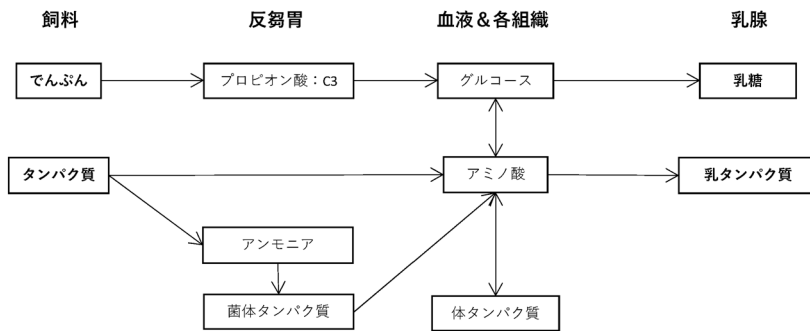 飼料
反芻胃
血液＆各組織
乳腺
でんぷん
プロピオン酸：C3
グルコース
乳糖
タンパク質
アミノ酸
乳タンパク質
アンモニア
菌体タンパク質
体タンパク質